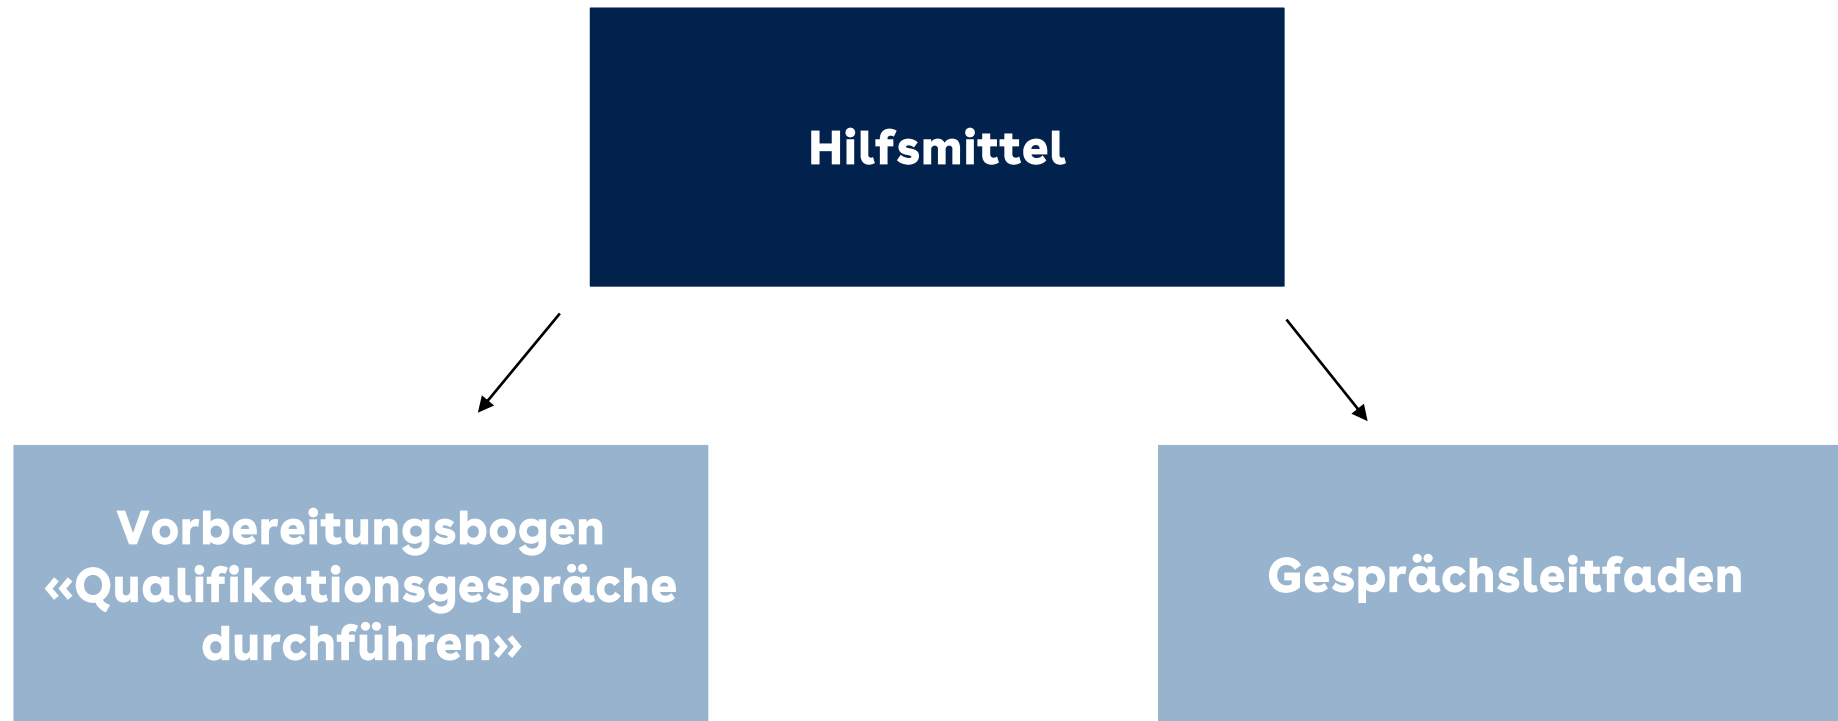 Hilfsmittel
Vorbereitungsbogen
«Qualifikationsgespräche
durchführen»
Gesprächsleitfaden